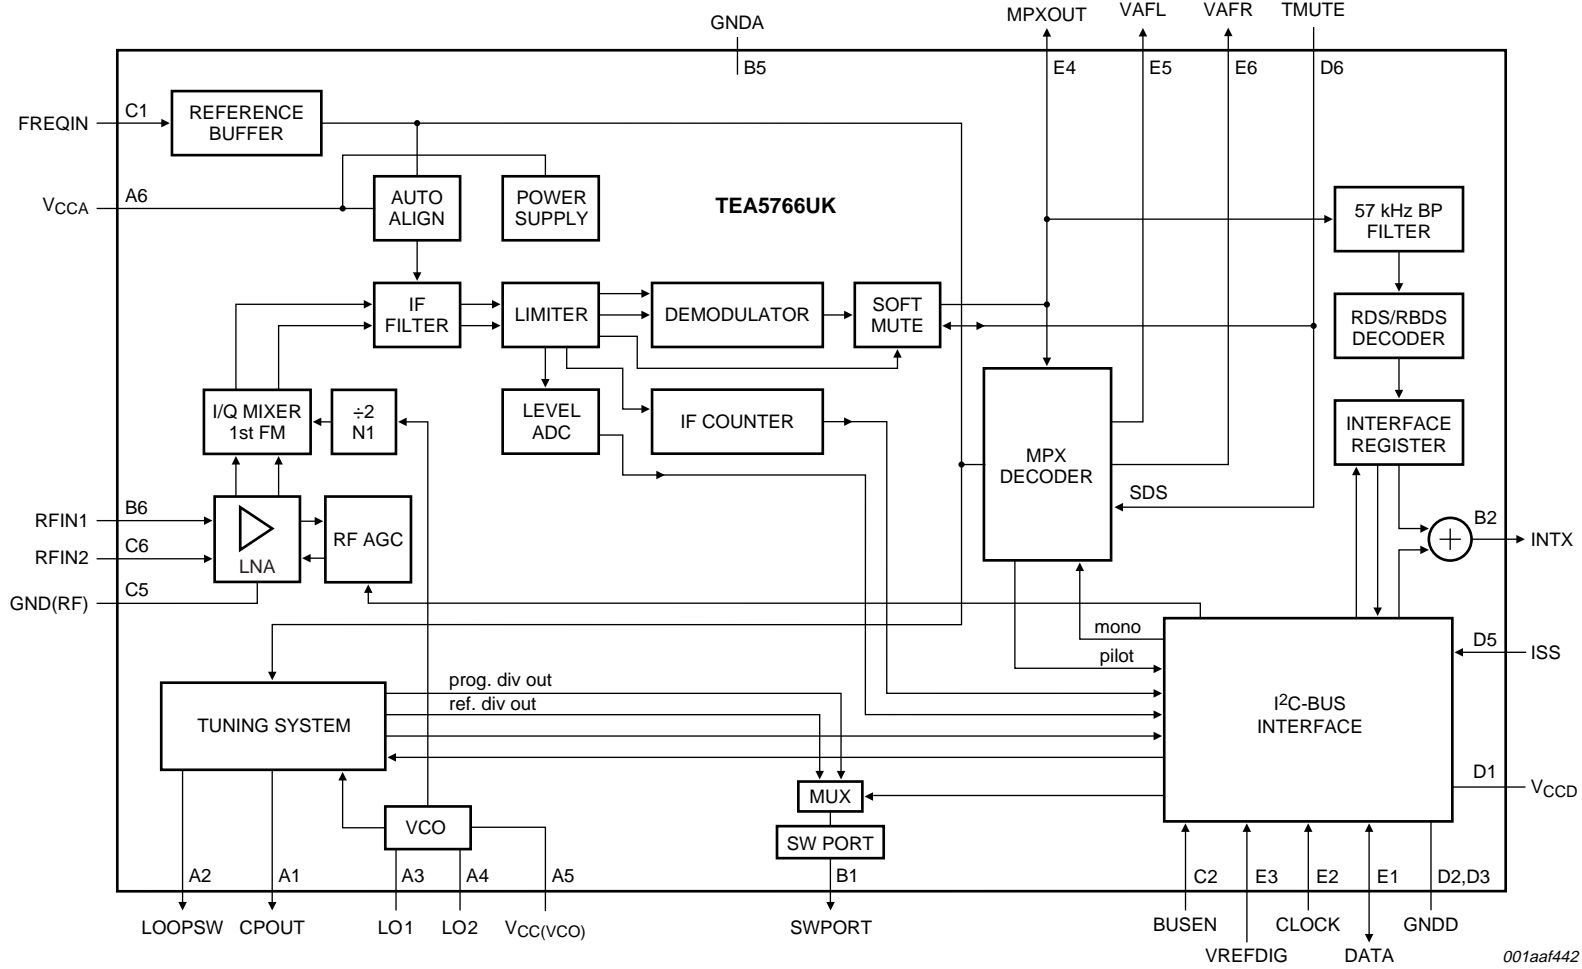 GNDA
MPXOUT
VAFL
VAFR
TMUTE
B5
E4
E5
E6
D6
FREQIN
C1
REFERENCE
BUFFER
VCCA
A6
AUTO
ALIGN
POWER
SUPPLY
TEA5766UK
57 kHz BP
FILTER
IF
FILTER
LIMITER
DEMODULATOR
SOFT
MUTE
RDS/RBDS
DECODER
I/Q MIXER
1st FM
÷2
N1
LEVEL
ADC
IF COUNTER
MPX
DECODER
INTERFACE
REGISTER
SDS
RFIN1
B6
RFIN2
C6
LNA
RF AGC
GND(RF)
C5
+
B2
INTX
mono
pilot
D5
ISS
I2C-BUS
INTERFACE
prog. div out
ref. div out
TUNING SYSTEM
D1
VCCD
MUX
VCO
SW PORT
A2
A1
A3
A4
A5
B1
C2
E3
E2
E1
D2,D3
LOOPSW
CPOUT
LO1
LO2
VCC(VCO)
SWPORT
BUSEN
VREFDIG
CLOCK
DATA
GNDD
001aaf442